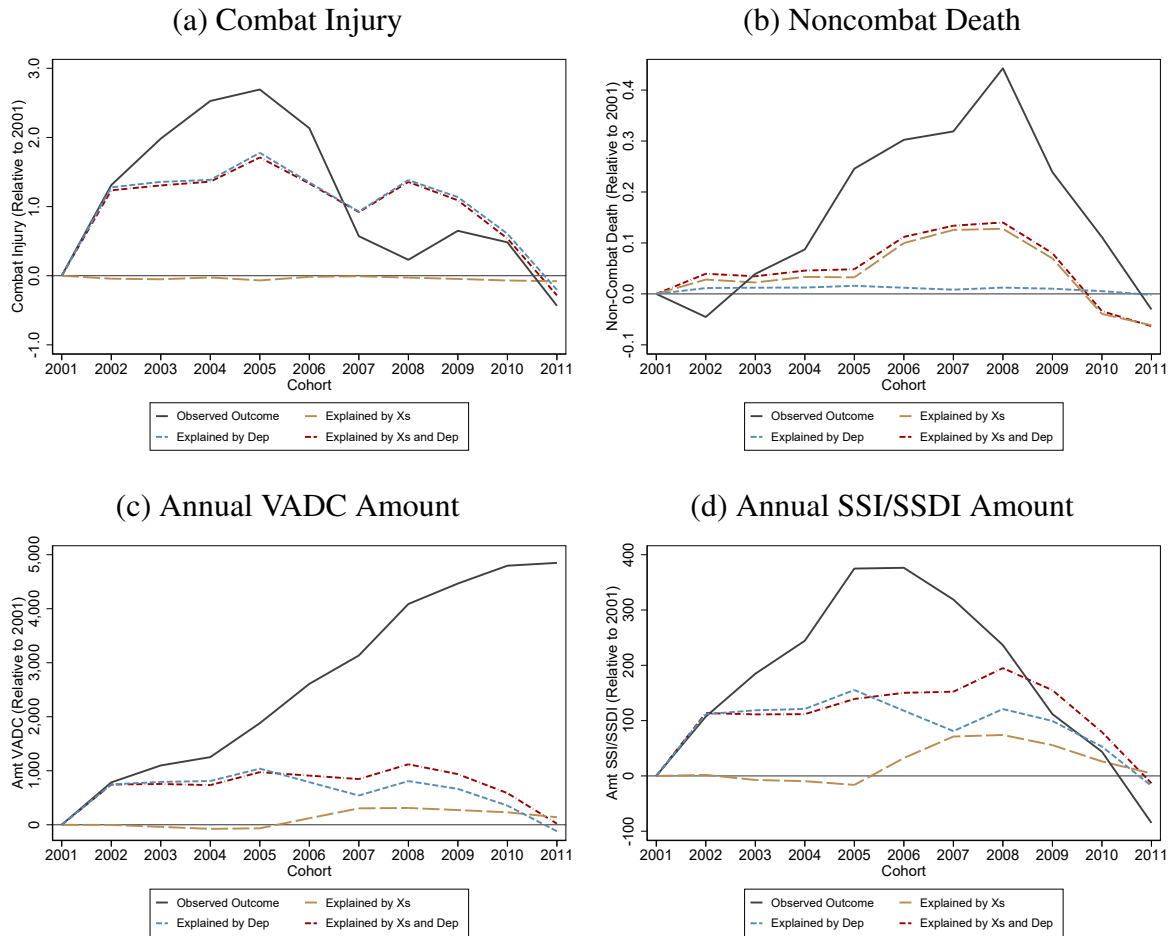 (a) Combat Injury
Combat Injury (Relative to 2001)
3.0
2.0
1.0
0.0
-1.0
2001 2002 2003 2004 2005 2006 2007 2008 2009 2010 2011
Cohort
Observed Outcome Explained by Xs
Explained by Dep Explained by Xs and Dep
(b) Noncombat Death
Non-Combat Death (Relative to 2001)
0.4
0.3
0.2
0.1
0.0
-0.1
2001 2002 2003 2004 2005 2006 2007 2008 2009 2010 2011
Cohort
Observed Outcome Explained by Xs
Explained by Dep Explained by Xs and Dep
(c) Annual VADC Amount
Amt VADC (Relative to 2001)
5,000
4,000
3,000
2,000
1,000
0
2001 2002 2003 2004 2005 2006 2007 2008 2009 2010 2011
Cohort
Observed Outcome Explained by Xs
Explained by Dep Explained by Xs and Dep
(d) Annual SSI/SSDI Amount
Amt SSI/SSDI (Relative to 2001)
400
300
200
100
0
-100
2001 2002 2003 2004 2005 2006 2007 2008 2009 2010 2011
Cohort
Observed Outcome Explained by Xs
Explained by Dep Explained by Xs and Dep